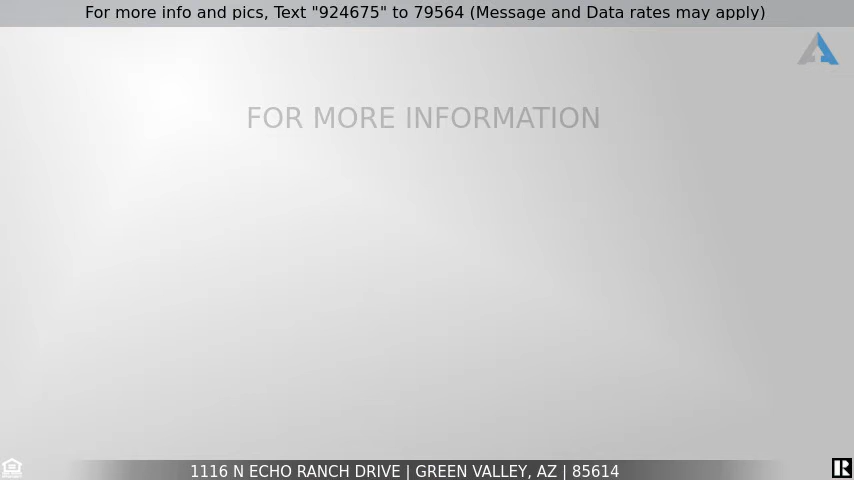 For more info and pics, Text "924675" to 79564 (Message and Data rates may apply)
FOR MORE INFORMATION
1116 N ECHO RANCH DRIVE | GREEN VALLEY, AZ | 85614